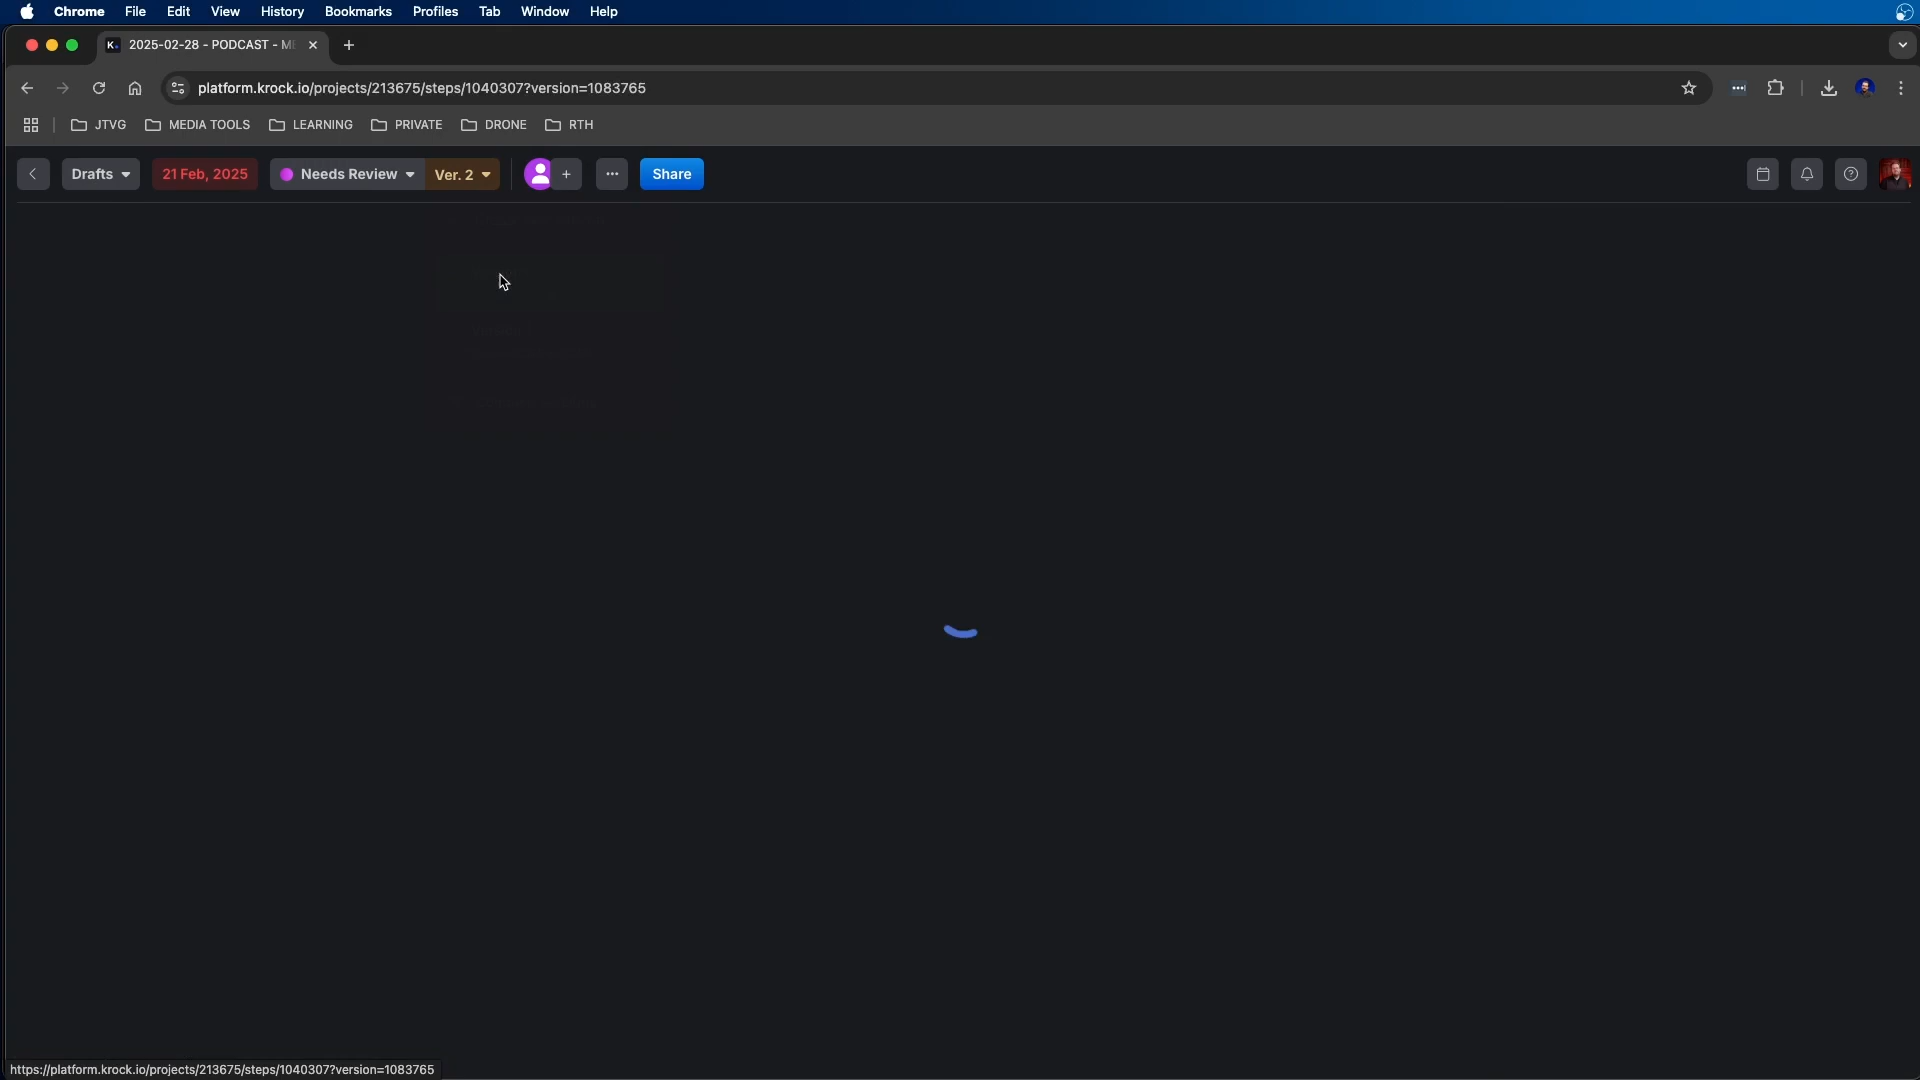 Chrome File Edit View History Bookmarks Profiles Tab Window Help
K. 2025-02-28 - PODCAST - M
platform.krock.io/projects/213675/steps/1040307?version=1083765
JTVG MEDIA TOOLS LEARNING PRIVATE DRONE RTH
Drafts 21 Feb, 2025 Needs Review Ver. 2 + Share
https://platform.krock.io/projects/213675/steps/1040307?version=1083765